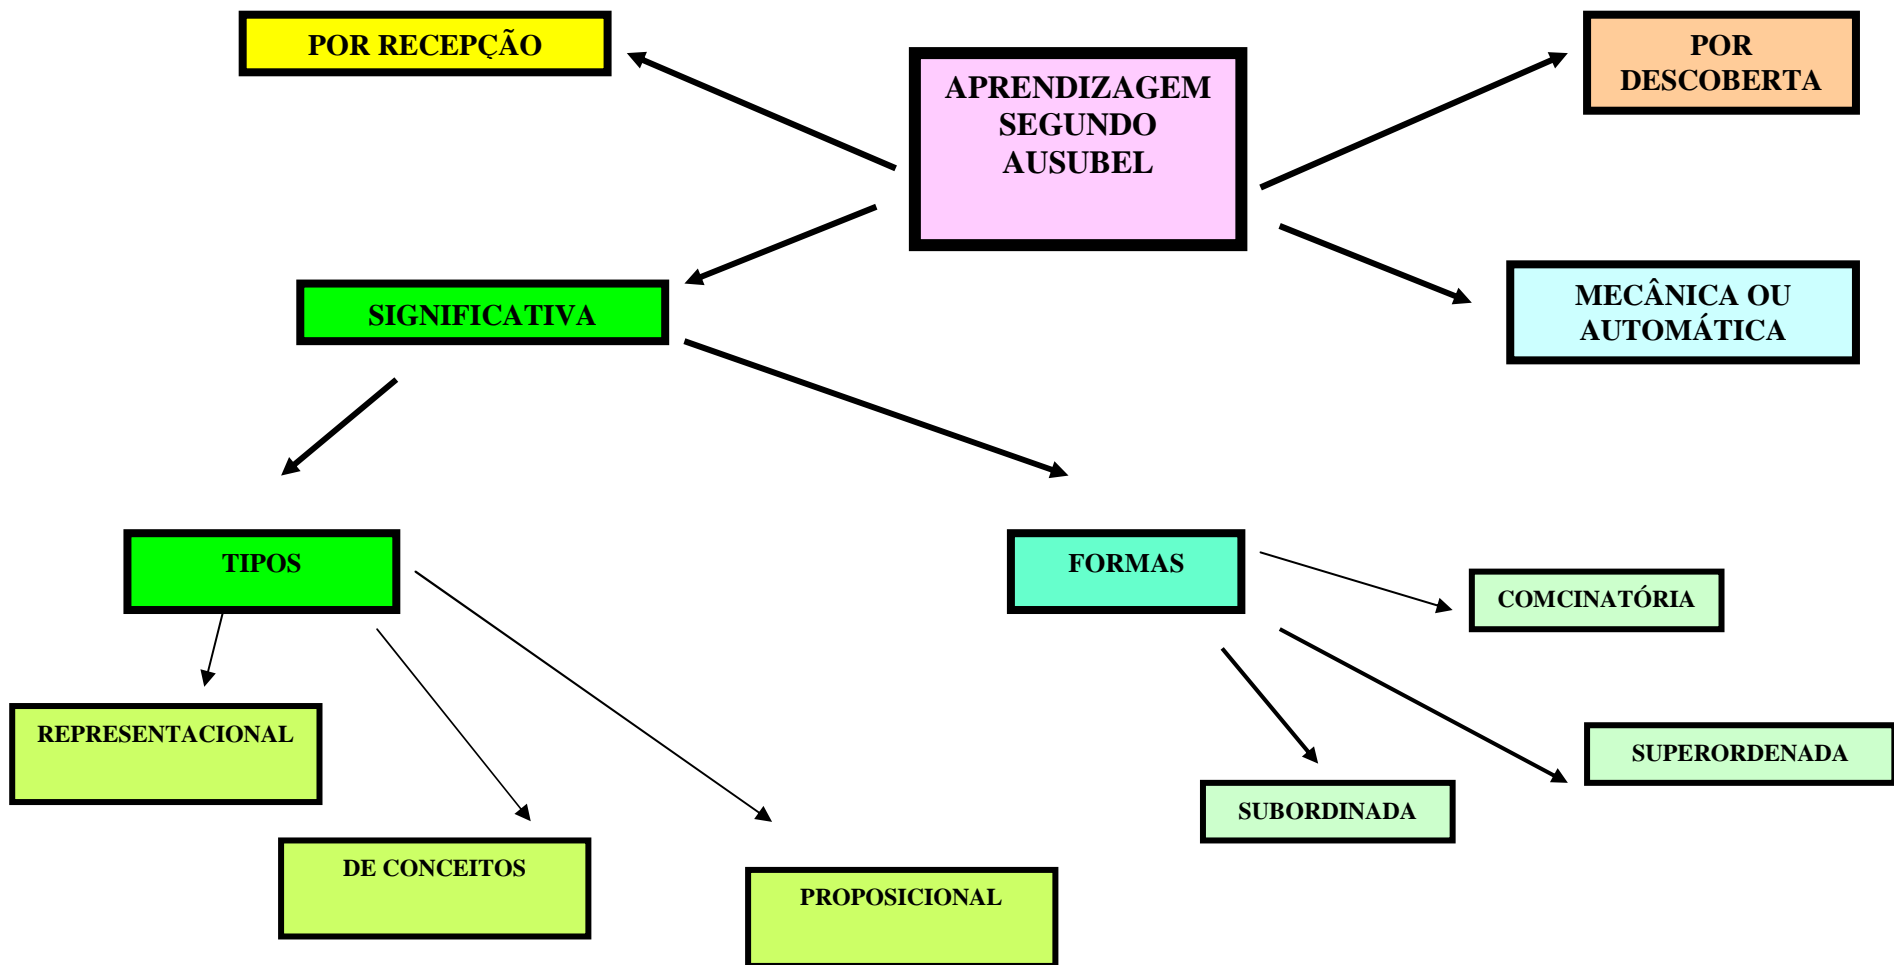 POR RECEPÇÃO
APRENDIZAGEM
SEGUNDO
AUSUBEL
POR
DESCOBERTA
SIGNIFICATIVA
MECÂNICA OU
AUTOMÁTICA
TIPOS
FORMAS
COMCINATÓRIA
REPRESENTACIONAL
SUPERORDENADA
SUBORDINADA
DE CONCEITOS
PROPOSICIONAL